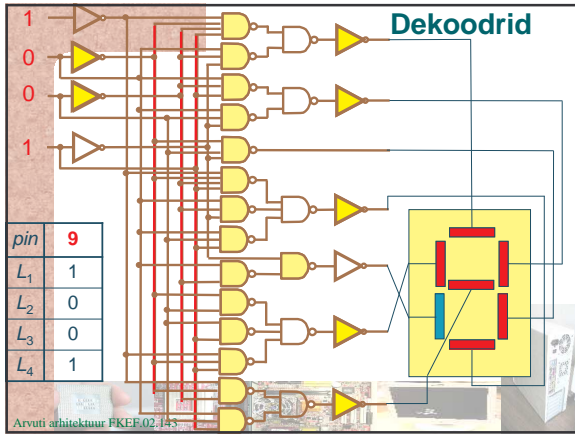 Dekoodrid
1
0
0
1
pin 9
L1 1
L2 0
L3 0
L4 1
Arvuti arhitektuur FKEF.02.143